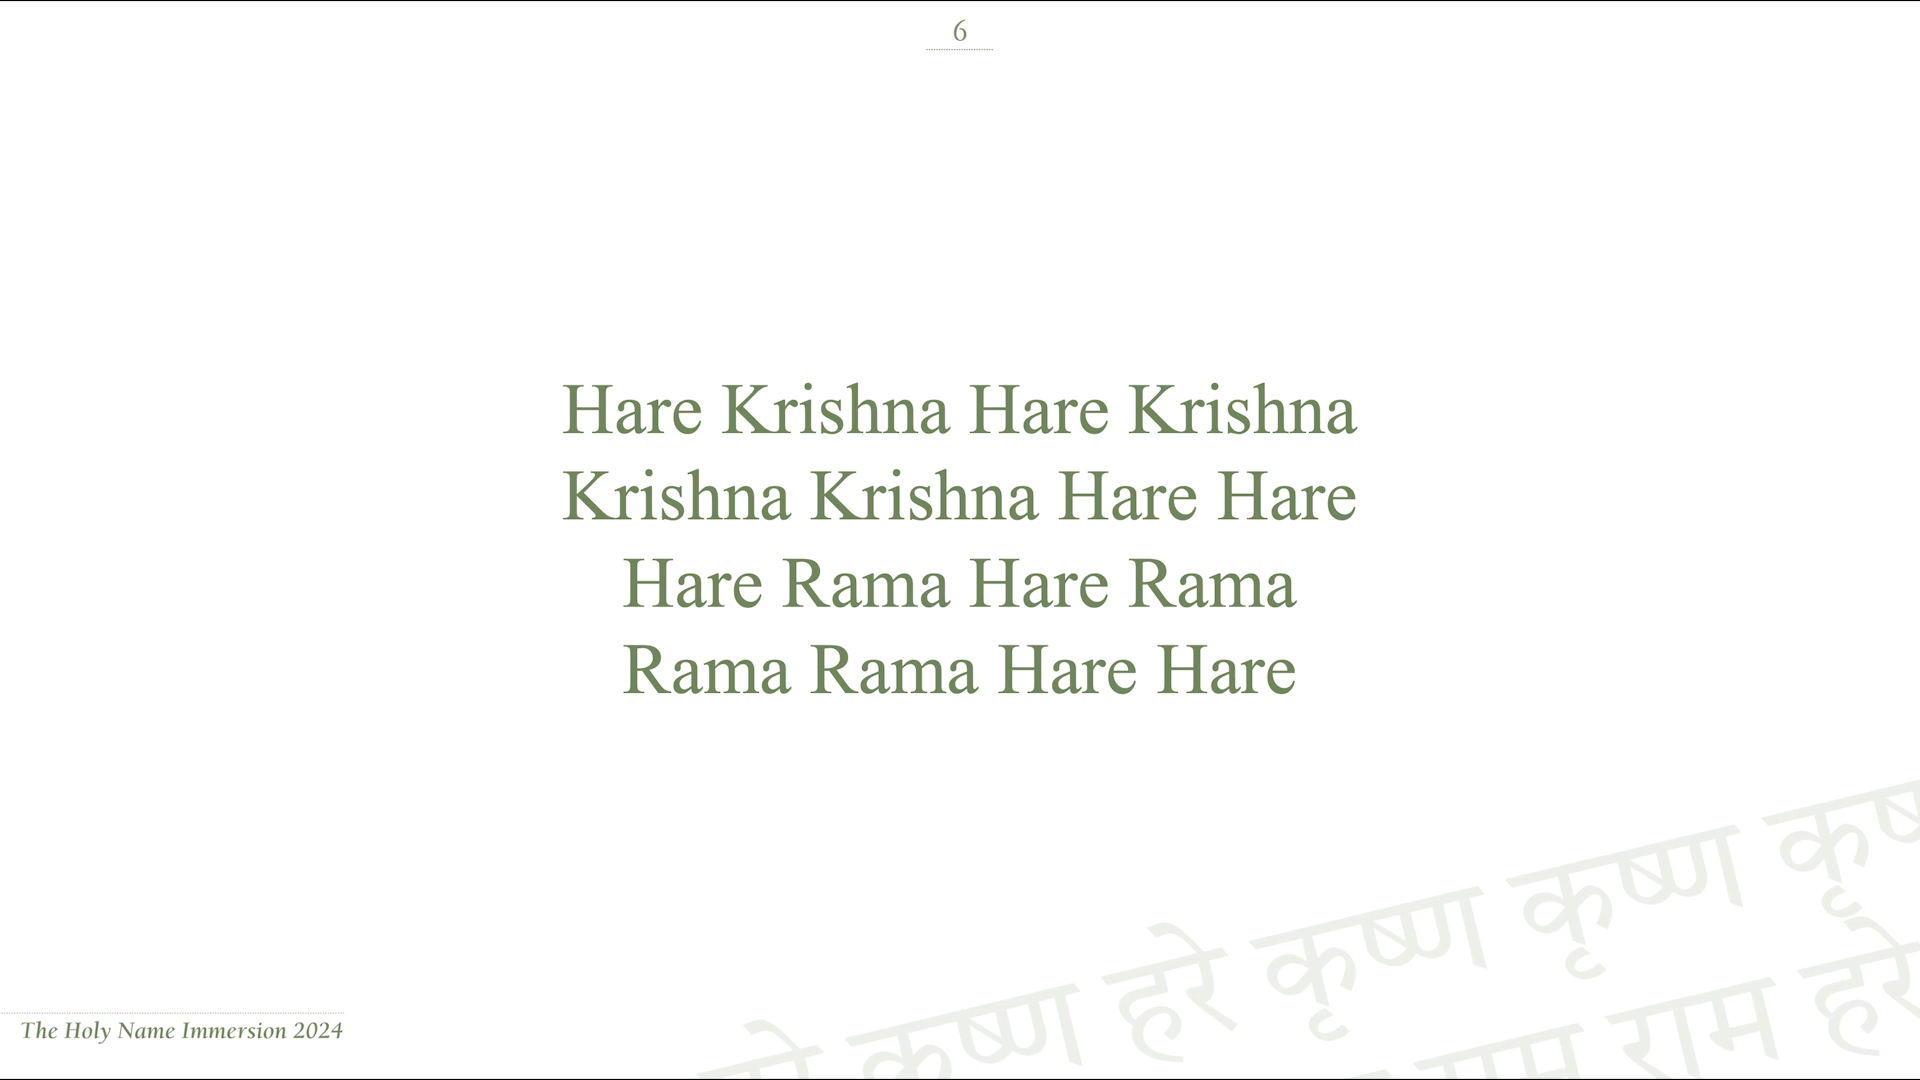 6
Hare Krishna Hare Krishna
Krishna Krishna Hare Hare
Hare Rama Hare Rama
Rama Rama Hare Hare
कृष्ण हरे कृष्ण कृष्ण
राम हरे
The Holy Name Immersion 2024